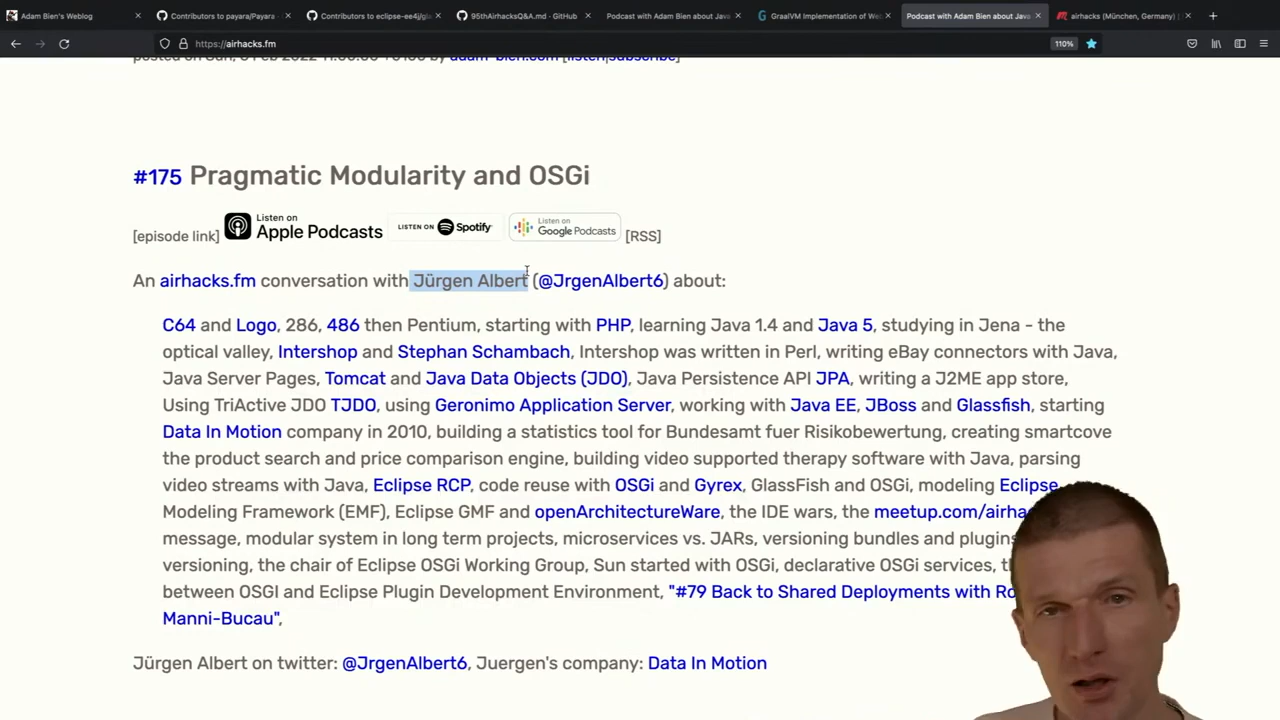 Adam Bien's Weblog
Contributors to payara/Payara
Contributors to eclipse-ee4j/gl
95thAirhacksQ&A.md · GitHub
Podcast with Adam Bien about Java
GraalVM Implementation of We
Podcast with Adam Bien about Java
airhacks (München, Germany) |
https://airhacks.fm
110%
#175 Pragmatic Modularity and OSGi
[episode link] Listen on Apple Podcasts LISTEN ON Spotify Listen on Google Podcasts [RSS]
An airhacks.fm conversation with Jürgen Albert (@JrgenAlbert6) about:
C64 and Logo, 286, 486 then Pentium, starting with PHP, learning Java 1.4 and Java 5, studying in Jena - the
optical valley, Intershop and Stephan Schambach, Intershop was written in Perl, writing eBay connectors with Java,
Java Server Pages, Tomcat and Java Data Objects (JDO), Java Persistence API JPA, writing a J2ME app store,
Using TriActive JDO TJDO, using Geronimo Application Server, working with Java EE, JBoss and Glassfish, starting
Data In Motion company in 2010, building a statistics tool for Bundesamt fuer Risikobewertung, creating smartcove
the product search and price comparison engine, building video supported therapy software with Java, parsing
video streams with Java, Eclipse RCP, code reuse with OSGi and Gyrex, GlassFish and OSGi, modeling Eclipse
Modeling Framework (EMF), Eclipse GMF and openArchitectureWare, the IDE wars, the meetup.com/airha
message, modular system in long term projects, microservices vs. JARs, versioning bundles and plugins
versioning, the chair of Eclipse OSGi Working Group, Sun started with OSGi, declarative OSGi services,
between OSGI and Eclipse Plugin Development Environment, "#79 Back to Shared Deployments with Ro
Manni-Bucau",
Jürgen Albert on twitter: @JrgenAlbert6, Juergen's company: Data In Motion